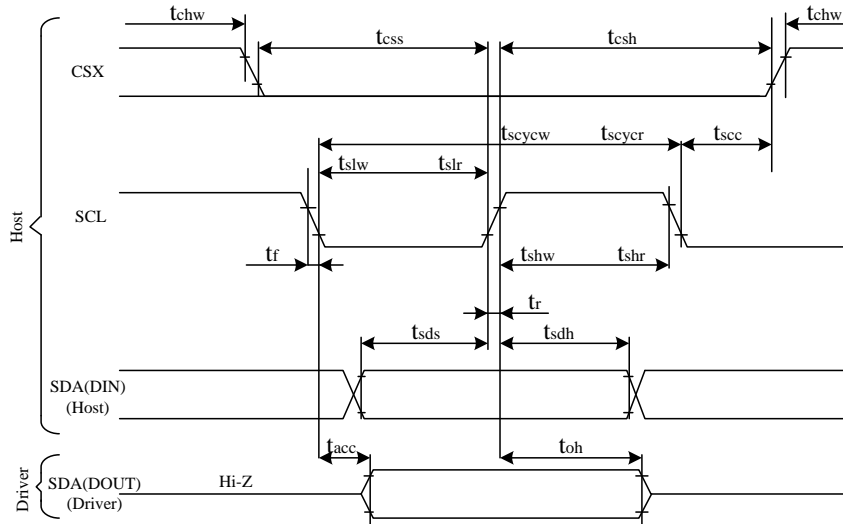 tchw
tchw
tcss
tcsh
CSX
tscycw
tscycr
tscc
tslw
tslr
SCL
Host
tf
tshw
tshr
tr
tsds
tsdh
SDA(DIN)
(Host)
tacc
toh
Driver
SDA(DOUT)
(Driver)
Hi-Z